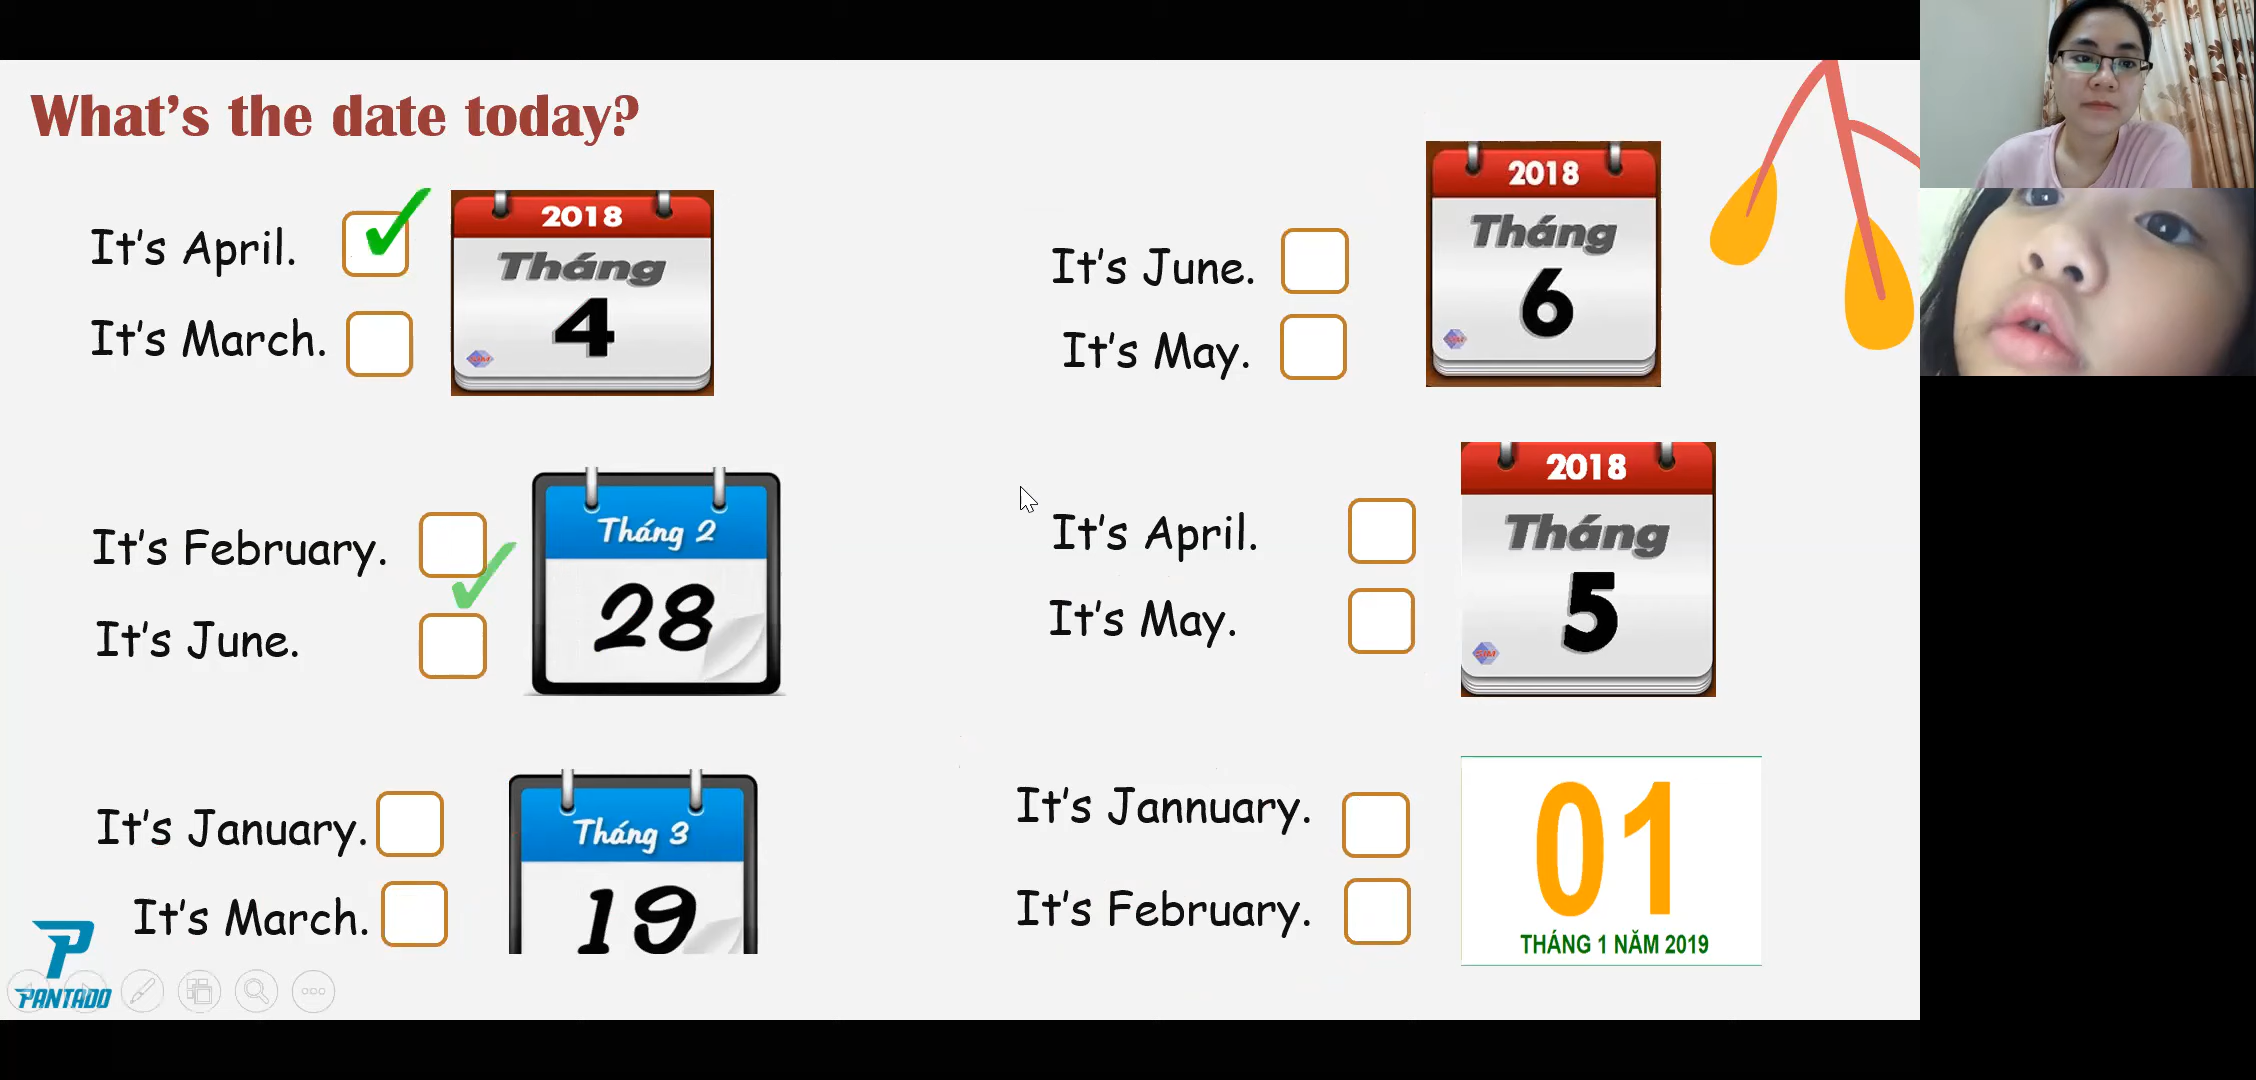 What's the date today?
It's April.
It's March.
2018
Tháng
4
It's June.
It's May.
2018
Tháng
6
It's February.
It's June.
Tháng 2
28
It's April.
It's May.
2018
Tháng
5
It's January.
It's March.
Tháng 3
19
It's Jannuary.
It's February.
01
THÁNG 1 NĂM 2019
PANTADO